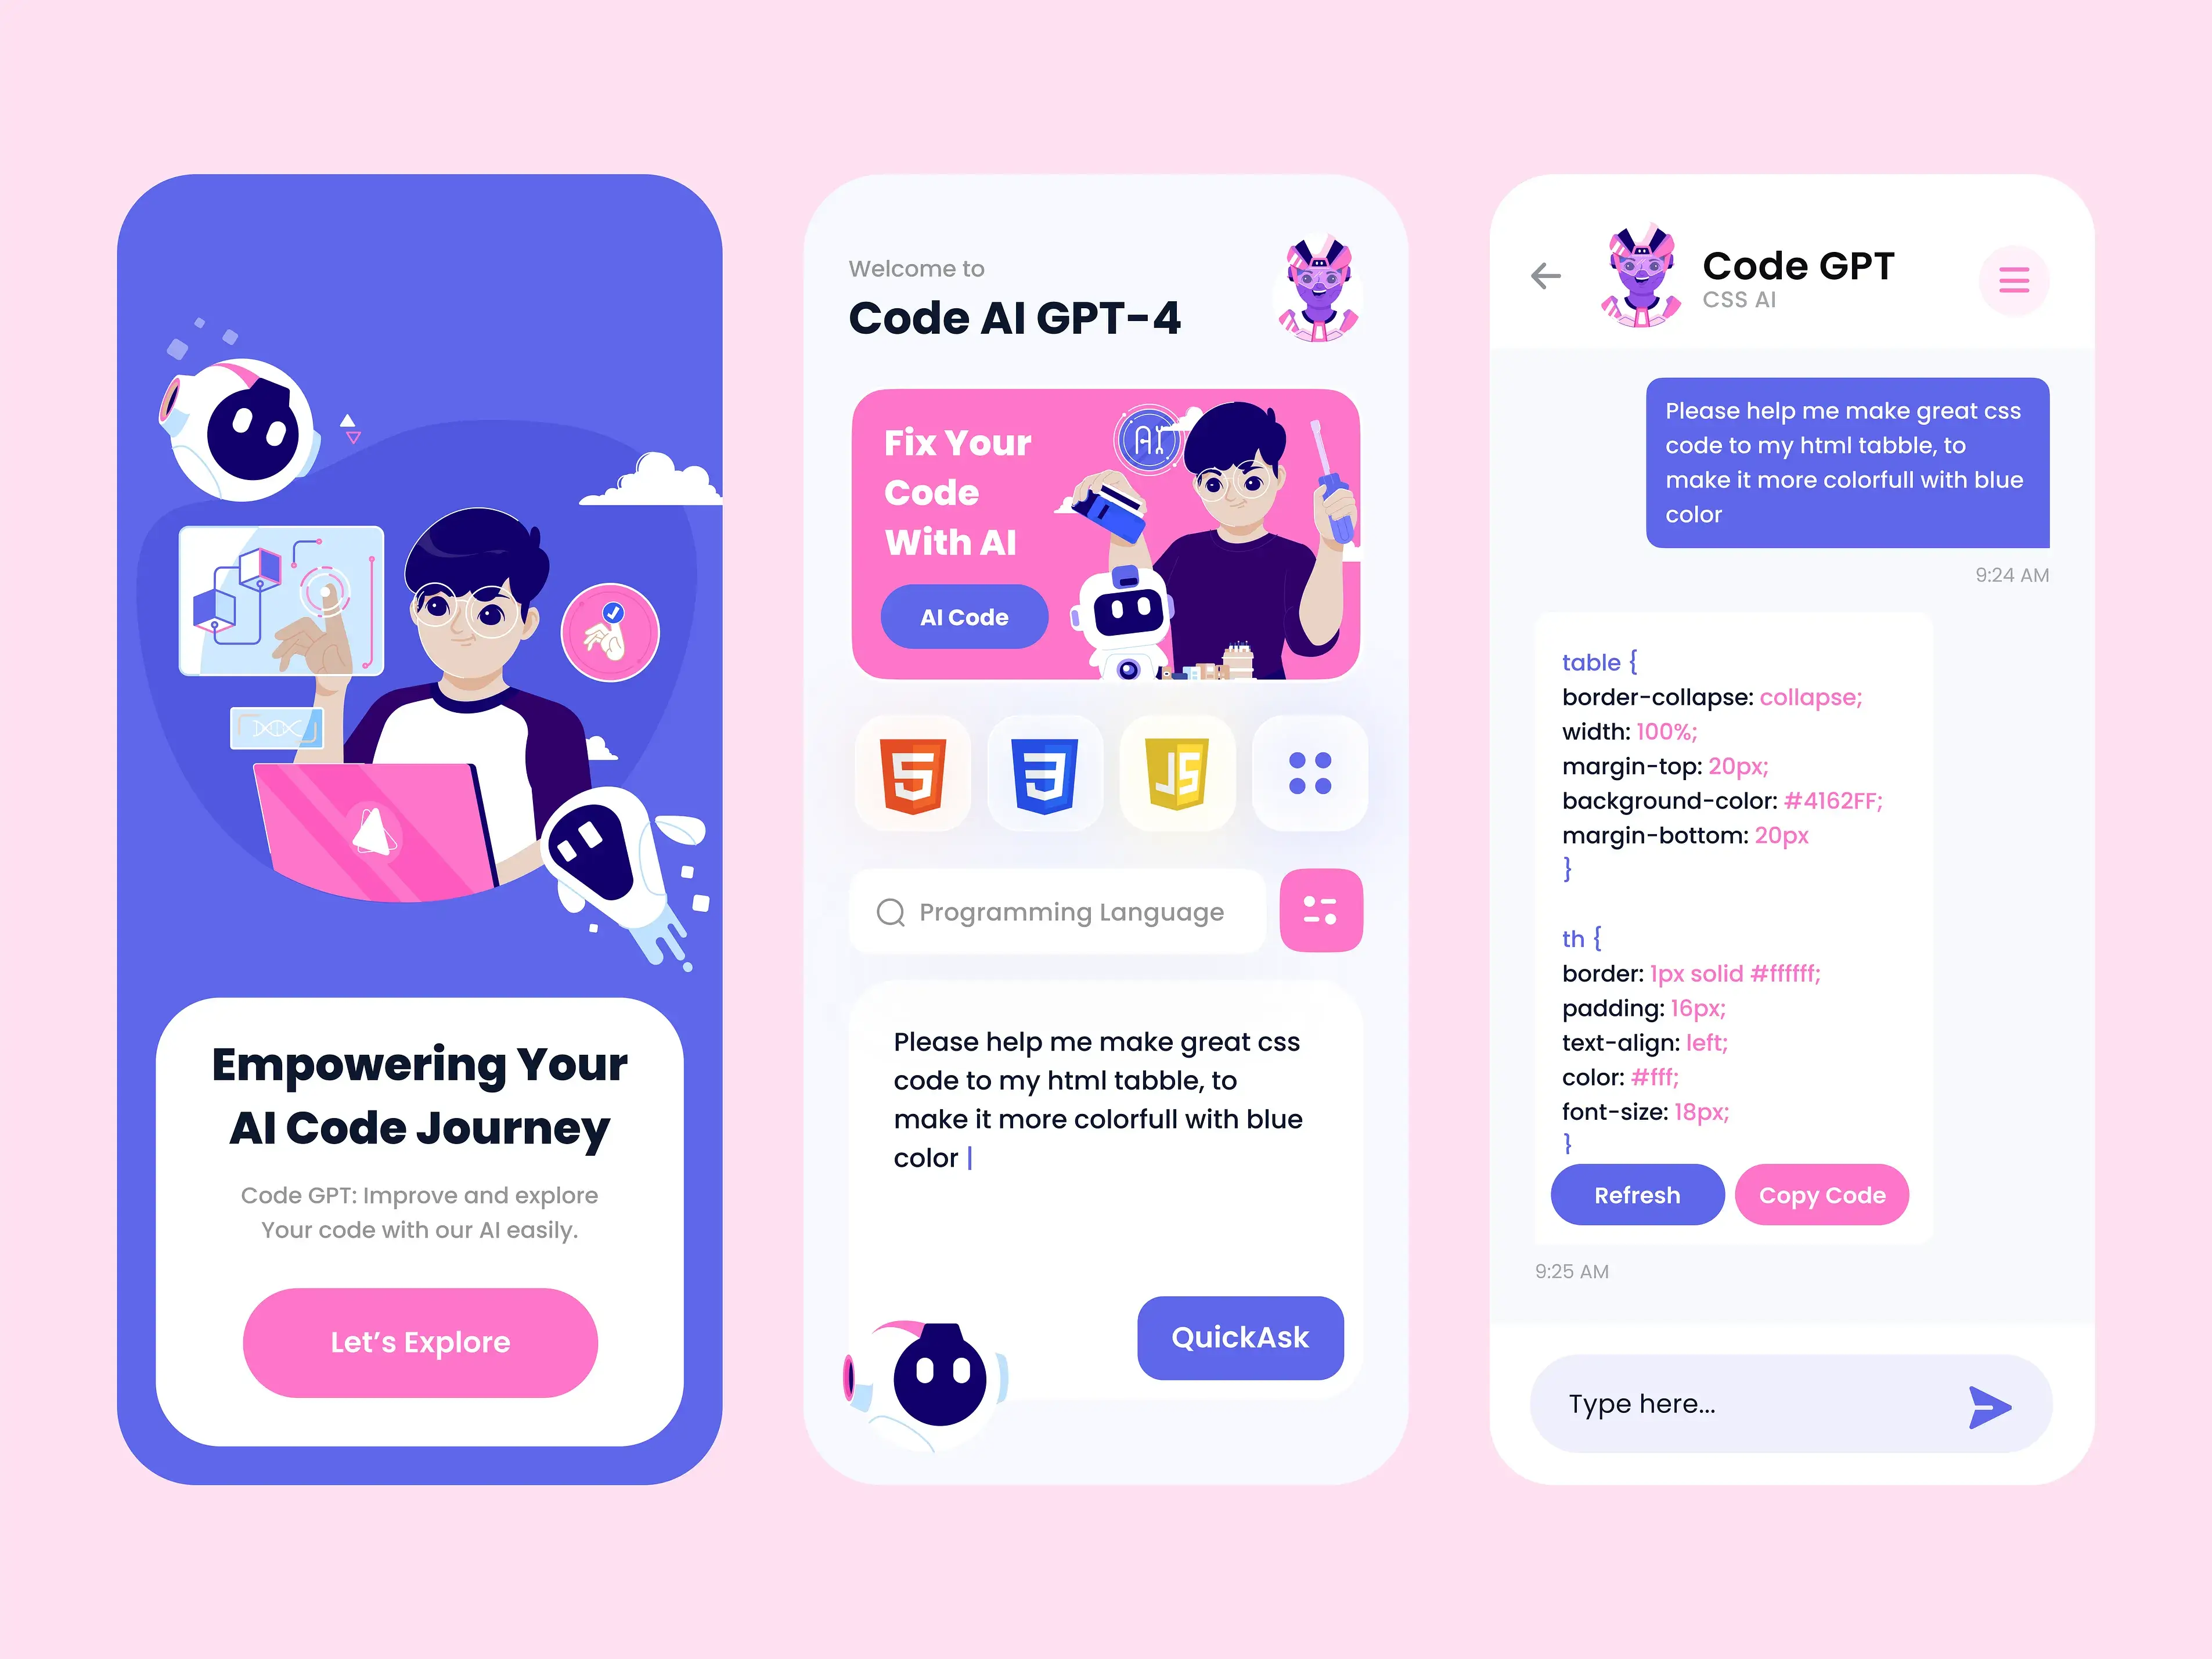 Empowering Your
AI Code Journey
Code GPT: Improve and explore
Your code with our AI easily.
Let’s Explore
Welcome to
Code AI GPT-4
Fix Your
Code
With AI
AI
AI Code
5
3
JS
Programming Language
Please help me make great css
code to my html tabble, to
make it more colorfull with blue
color
QuickAsk
Code GPT
CSS AI
Please help me make great css
code to my html tabble, to
make it more colorfull with blue
color
9:24 AM
table {
border-collapse: collapse;
width: 100%;
margin-top: 20px;
background-color: #4162FF;
margin-bottom: 20px
}
th {
border: 1px solid #ffffff;
padding: 16px;
text-align: left;
color: #fff;
font-size: 18px;
}
Refresh
Copy Code
9:25 AM
Type here...